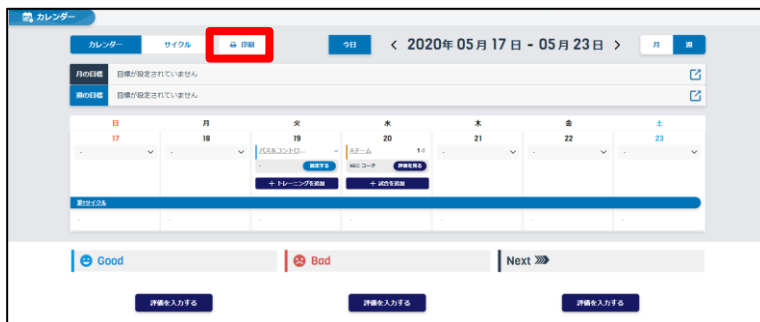 カレンダー
カレンダー サイクル 印刷 今日 < 2020年 05月 17日 - 05月 23日 > 月 週
月の目標 目標が設定されていません
週の目標 目標が設定されていません
日 月 火 水 木 金 土
17 18 19 20 21 22 23
- - パス&コントロ... Aチーム 1-0 - - -
- 設定する コーチ 評価を見る
+ トレーニングを追加 + 試合を追加
第1サイクル
- - - - - - -
Good Bad Next
評価を入力する 評価を入力する 評価を入力する